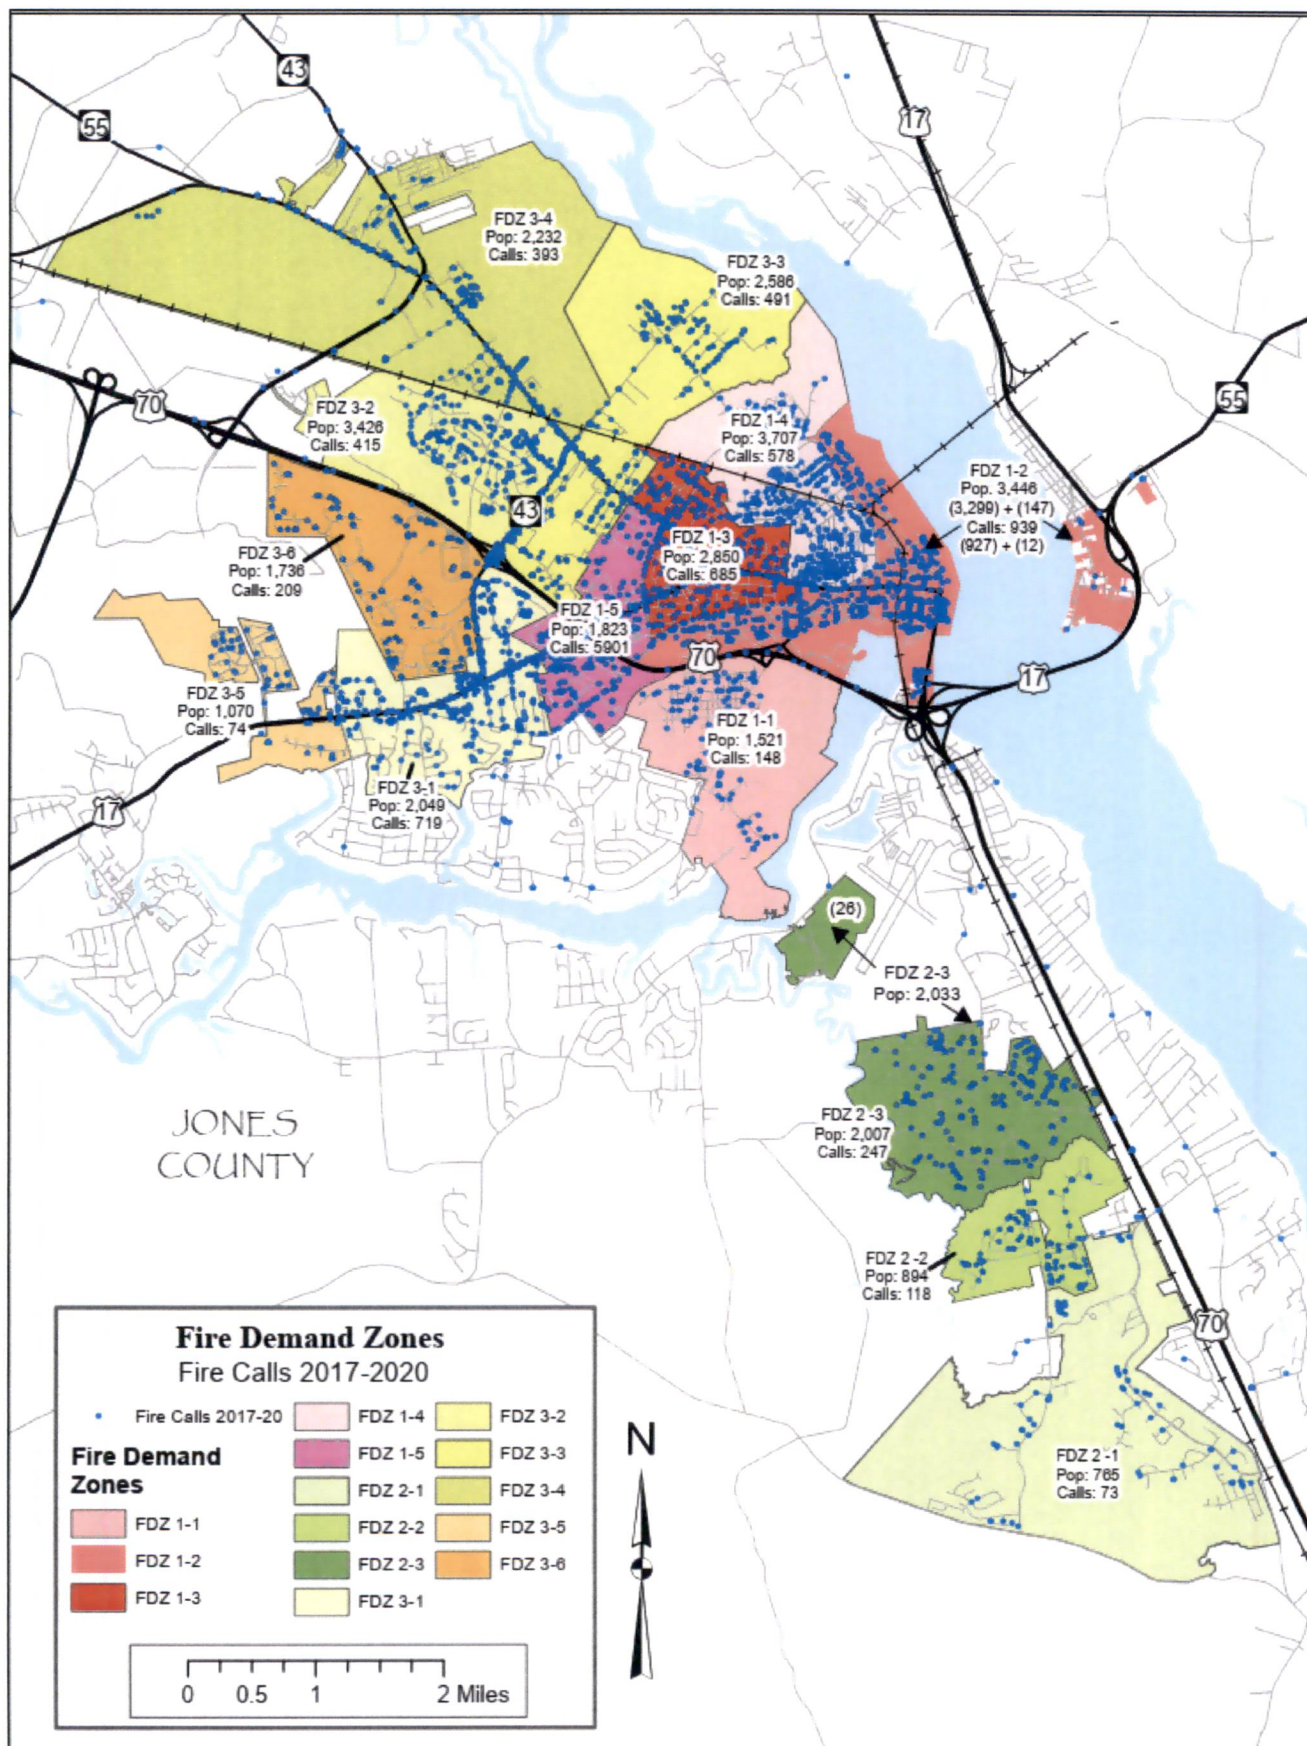 43
55
17
FDZ 3-4
Pop: 2,232
Calls: 393
FDZ 3-3
Pop: 2,586
Calls: 491
70
FDZ 3-2
Pop: 3,426
Calls: 415
FDZ 1-4
Pop: 3,707
Calls: 578
55
FDZ 1-2
Pop. 3,446
(3,299) + (147)
Calls: 939
(927) + (12)
43
FDZ 3-6
Pop: 1,736
Calls: 209
FDZ 1-3
Pop: 2,850
Calls: 685
FDZ 1-5
Pop: 1,823
Calls: 5901
70
17
FDZ 3-5
Pop: 1,070
Calls: 74
FDZ 1-1
Pop: 1,521
Calls: 148
17
FDZ 3-1
Pop: 2,049
Calls: 719
(26)
FDZ 2-3
Pop: 2,033
JONES
COUNTY
FDZ 2 -3
Pop: 2,007
Calls: 247
FDZ 2 -2
Pop: 894
Calls: 118
70
FDZ 2 -1
Pop: 765
Calls: 73
Fire Demand Zones
Fire Calls 2017-2020
Fire Calls 2017-20
Fire Demand
Zones
FDZ 1-1
FDZ 1-2
FDZ 1-3
FDZ 1-4
FDZ 1-5
FDZ 2-1
FDZ 2-2
FDZ 2-3
FDZ 3-1
FDZ 3-2
FDZ 3-3
FDZ 3-4
FDZ 3-5
FDZ 3-6
0 0.5 1 2 Miles
N